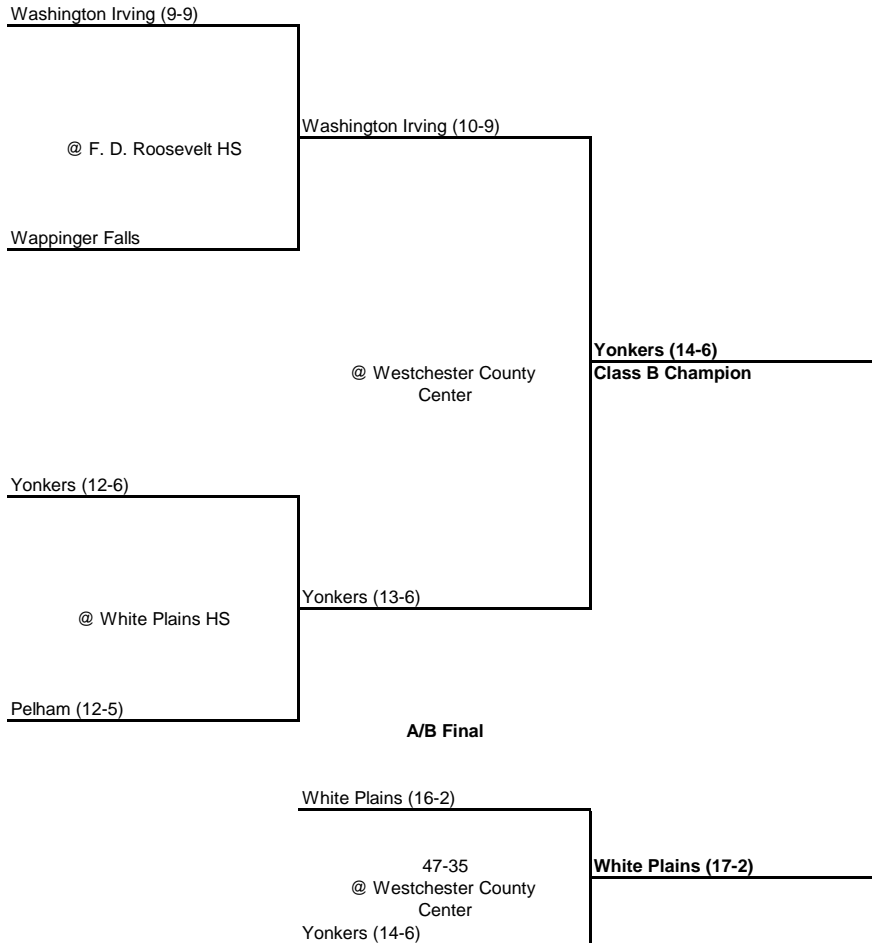 Washington Irving (9-9)
Washington Irving (10-9)
@ F. D. Roosevelt HS
Wappinger Falls
Yonkers (14-6)
@ Westchester County
Center
Class B Champion
Yonkers (12-6)
Yonkers (13-6)
@ White Plains HS
Pelham (12-5)
A/B Final
White Plains (16-2)
47-35
@ Westchester County
Center
White Plains (17-2)
Yonkers (14-6)